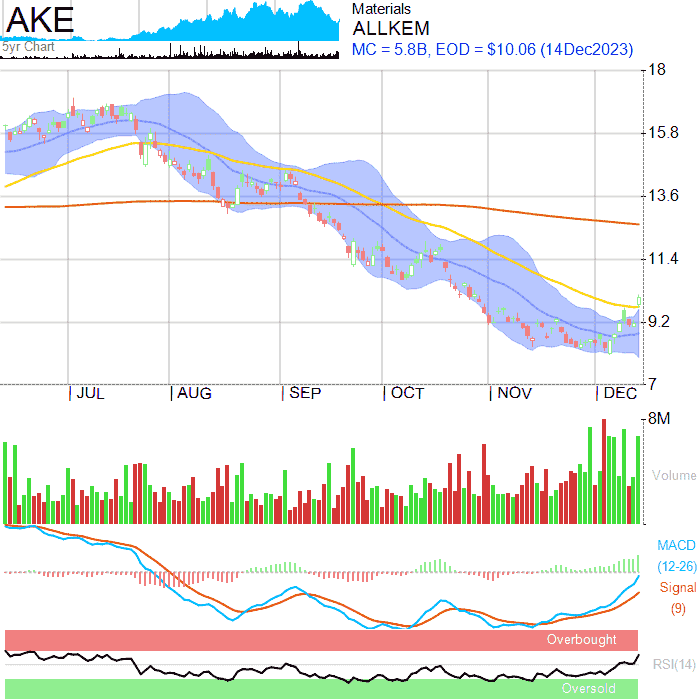 AKE
5yr Chart
Materials
ALLKEM
MC = 5.8B, EOD = $10.06 (14Dec2023)
18
15.8
13.6
11.4
9.2
7
JUL AUG SEP OCT NOV DEC
8M
Volume
MACD
(12-26)
Signal
(9)
Overbought
RSI(14)
Oversold